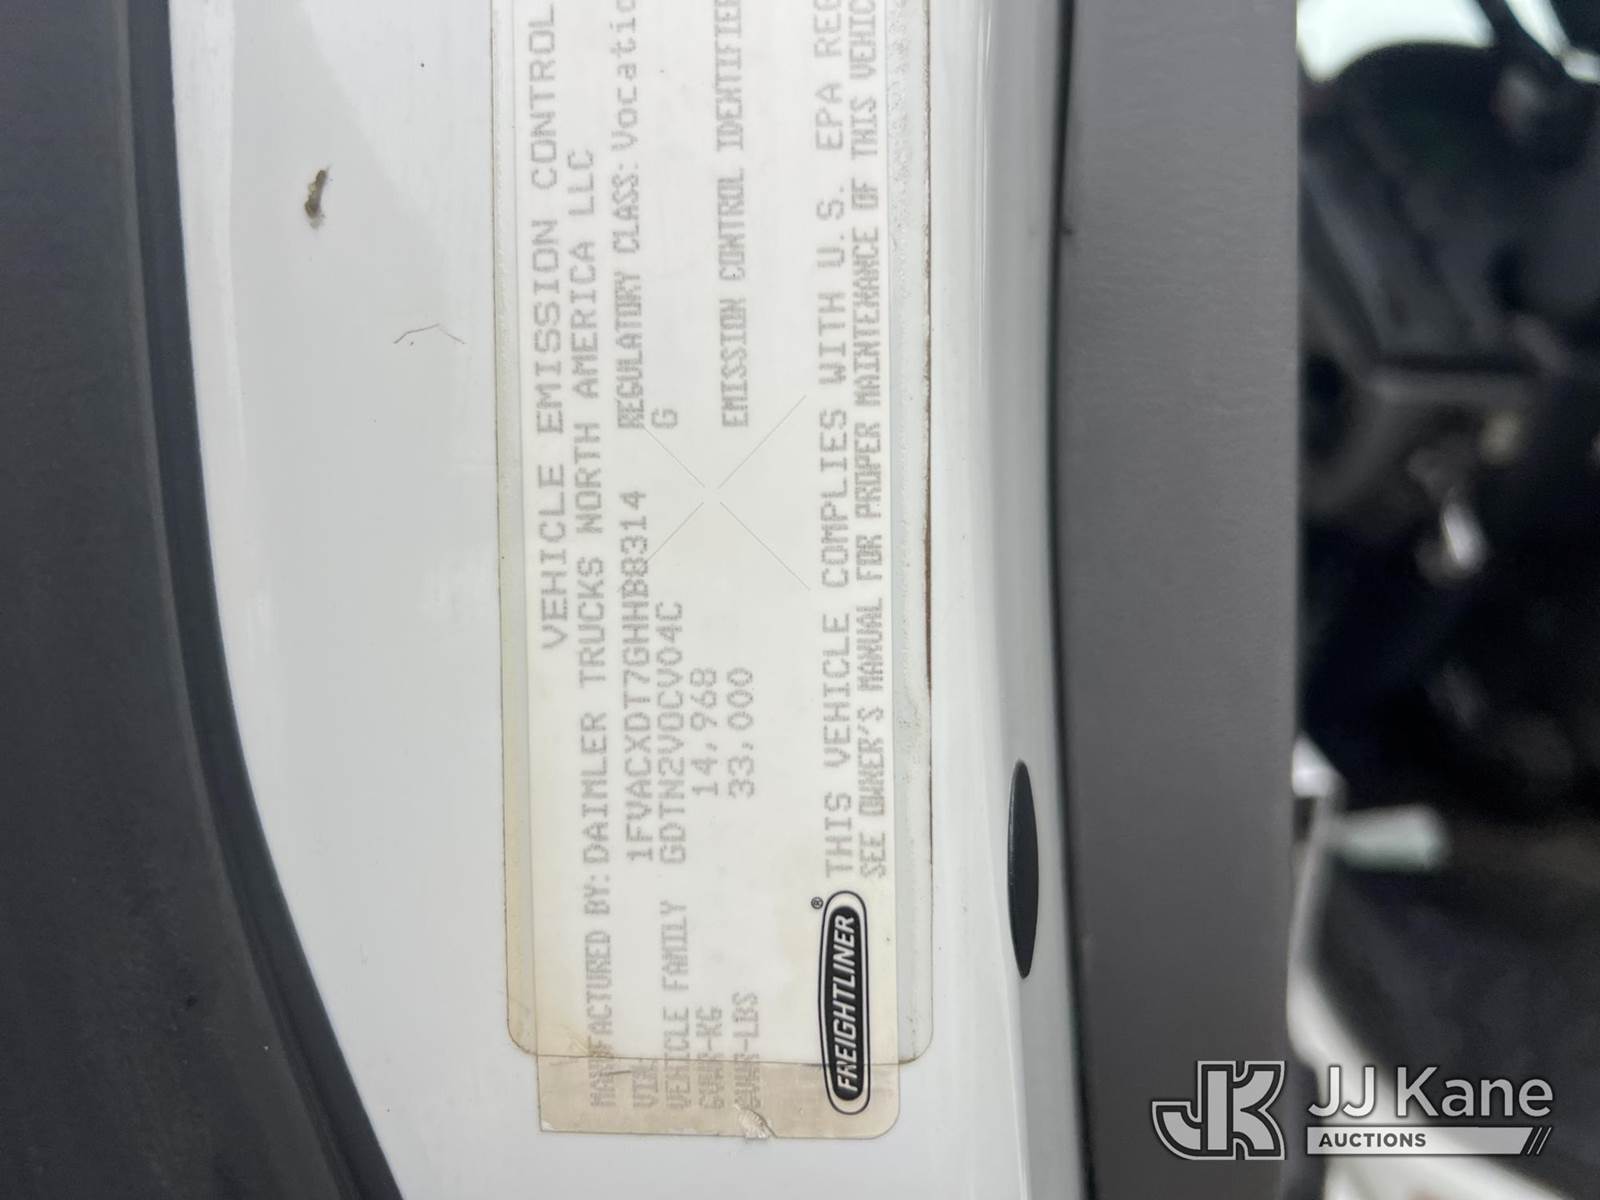 VEHICLE EMISSION CONTROL
MANUFACTURED BY: DAIMLER TRUCKS NORTH AMERICA LLC
VIN 1FVACXDT7GHHB8314 REGULATORY CLASS: Vocatio
VEHICLE FAMILY GDTN2VOCV04C G
GVWR-KG 14,968
GVWR-LBS 33,000 EMISSION CONTROL IDENTIFIER
FREIGHTLINER®
THIS VEHICLE COMPLIES WITH U.S. EPA REG
SEE OWNER'S MANUAL FOR PROPER MAINTENANCE OF THIS VEHIC
JK JJ Kane
AUCTIONS